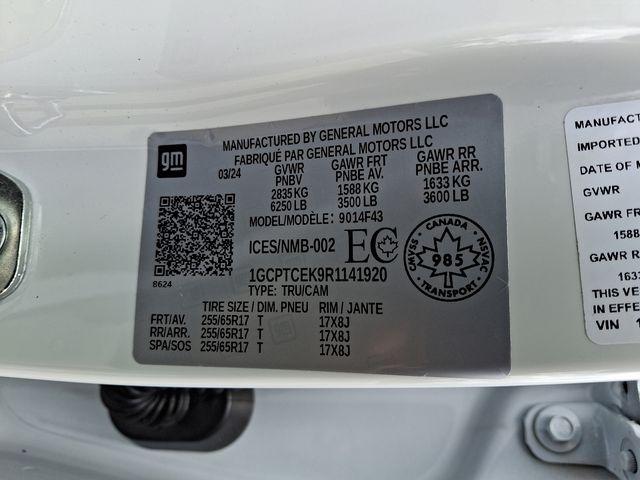 gm
MANUFACTURED BY GENERAL MOTORS LLC
FABRIQUÉ PAR GENERAL MOTORS LLC
03/24
GVWR
PNBV
2835 KG
6250 LB
GAWR FRT
PNBE AV.
1588 KG
3500 LB
GAWR RR
PNBE ARR.
1633 KG
3600 LB
MODEL/MODÈLE: 9014F43
ICES/NMB-002
EC
1GCPTCEK9R1141920
TYPE: TRU/CAM
8624
CANADA
CMVSS
985
NSVAC
TRANSPORT
TIRE SIZE / DIM. PNEU RIM / JANTE
FRT/AV. 255/65R17 T 17X8J
RR/ARR. 255/65R17 T 17X8J
SPA/SOS 255/65R17 T 17X8J
MANUFACT
IMPORTED
DATE OF M
GVWR
GAWR F
1588
GAWR R
1633
THIS VE
IN EFFE
VIN 1